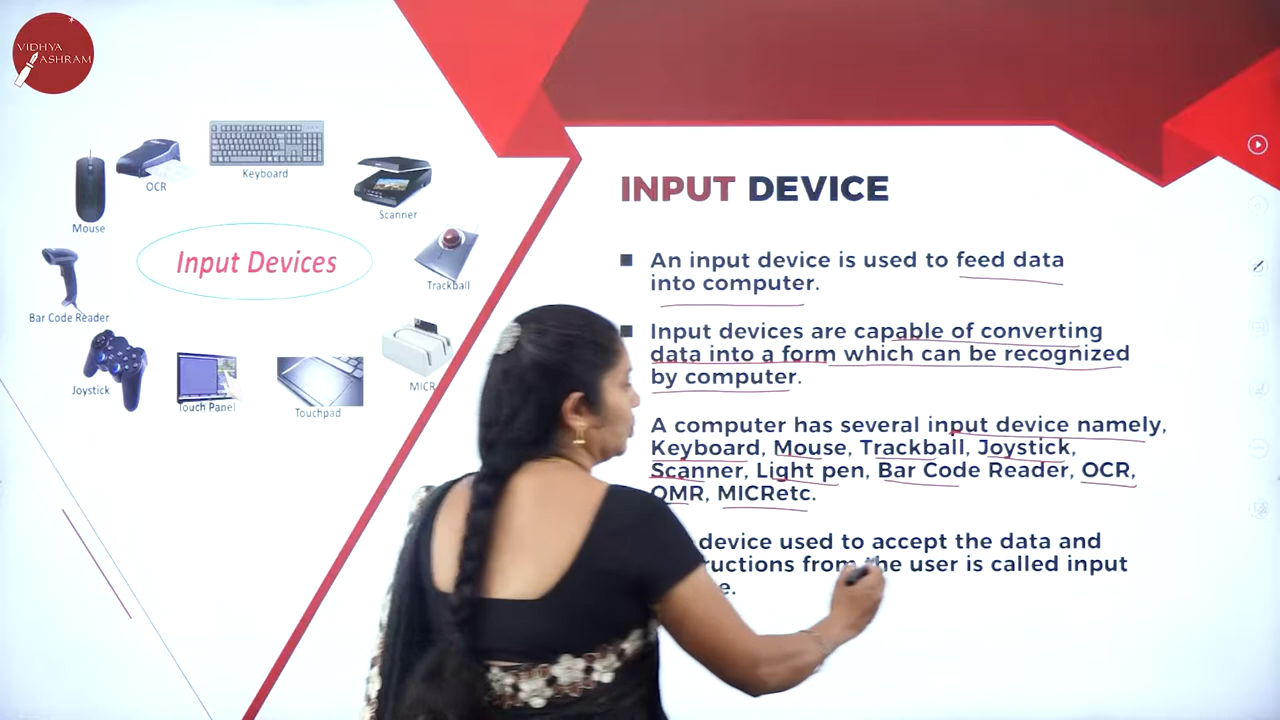 VIDHYA
ASHRAM
OCR
Keyboard
Mouse
Scanner
Input Devices
Trackball
Bar Code Reader
Joystick
Touch Panel
Touchpad
MICR
INPUT DEVICE
An input device is used to feed data
into computer.
Input devices are capable of converting
data into a form which can be recognized
by computer.
A computer has several input device namely,
Keyboard, Mouse, Trackball, Joystick,
Scanner, Light pen, Bar Code Reader, OCR,
OMR, MICRetc.
device used to accept the data and
from the user is called input